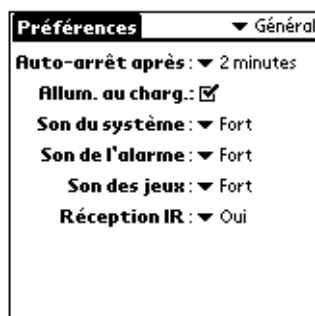 Préférences ▼ Général
Auto-arrêt après : ▼ 2 minutes
Allum. au charg.: ☑
Son du système : ▼ Fort
Son de l'alarme : ▼ Fort
Son des jeux : ▼ Fort
Réception IR : ▼ Oui